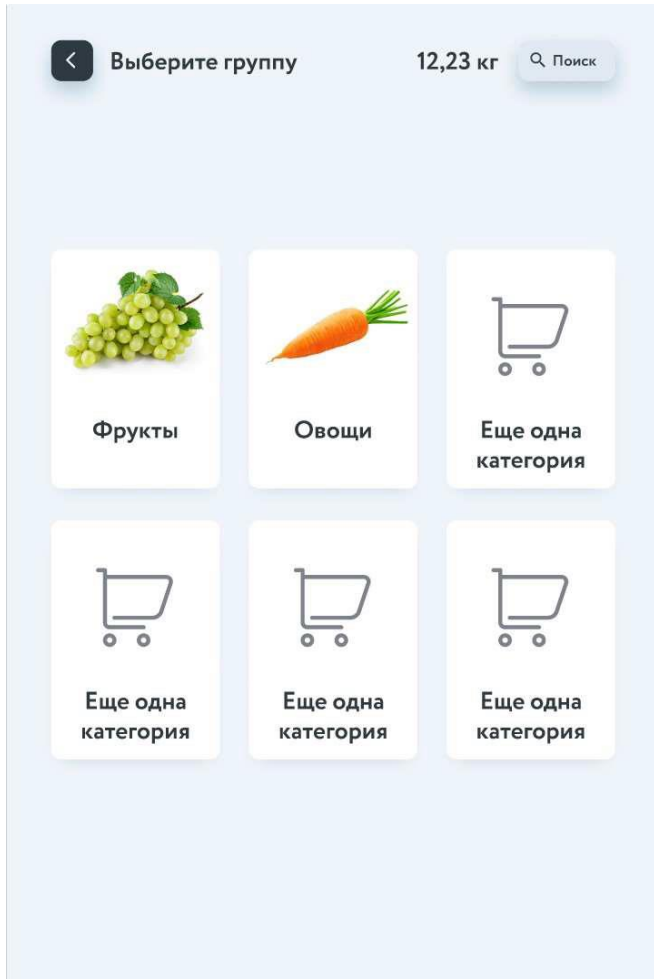 Выберите группу
12,23 кг
Поиск
Фрукты
Овощи
Еще одна
категория
Еще одна
категория
Еще одна
категория
Еще одна
категория